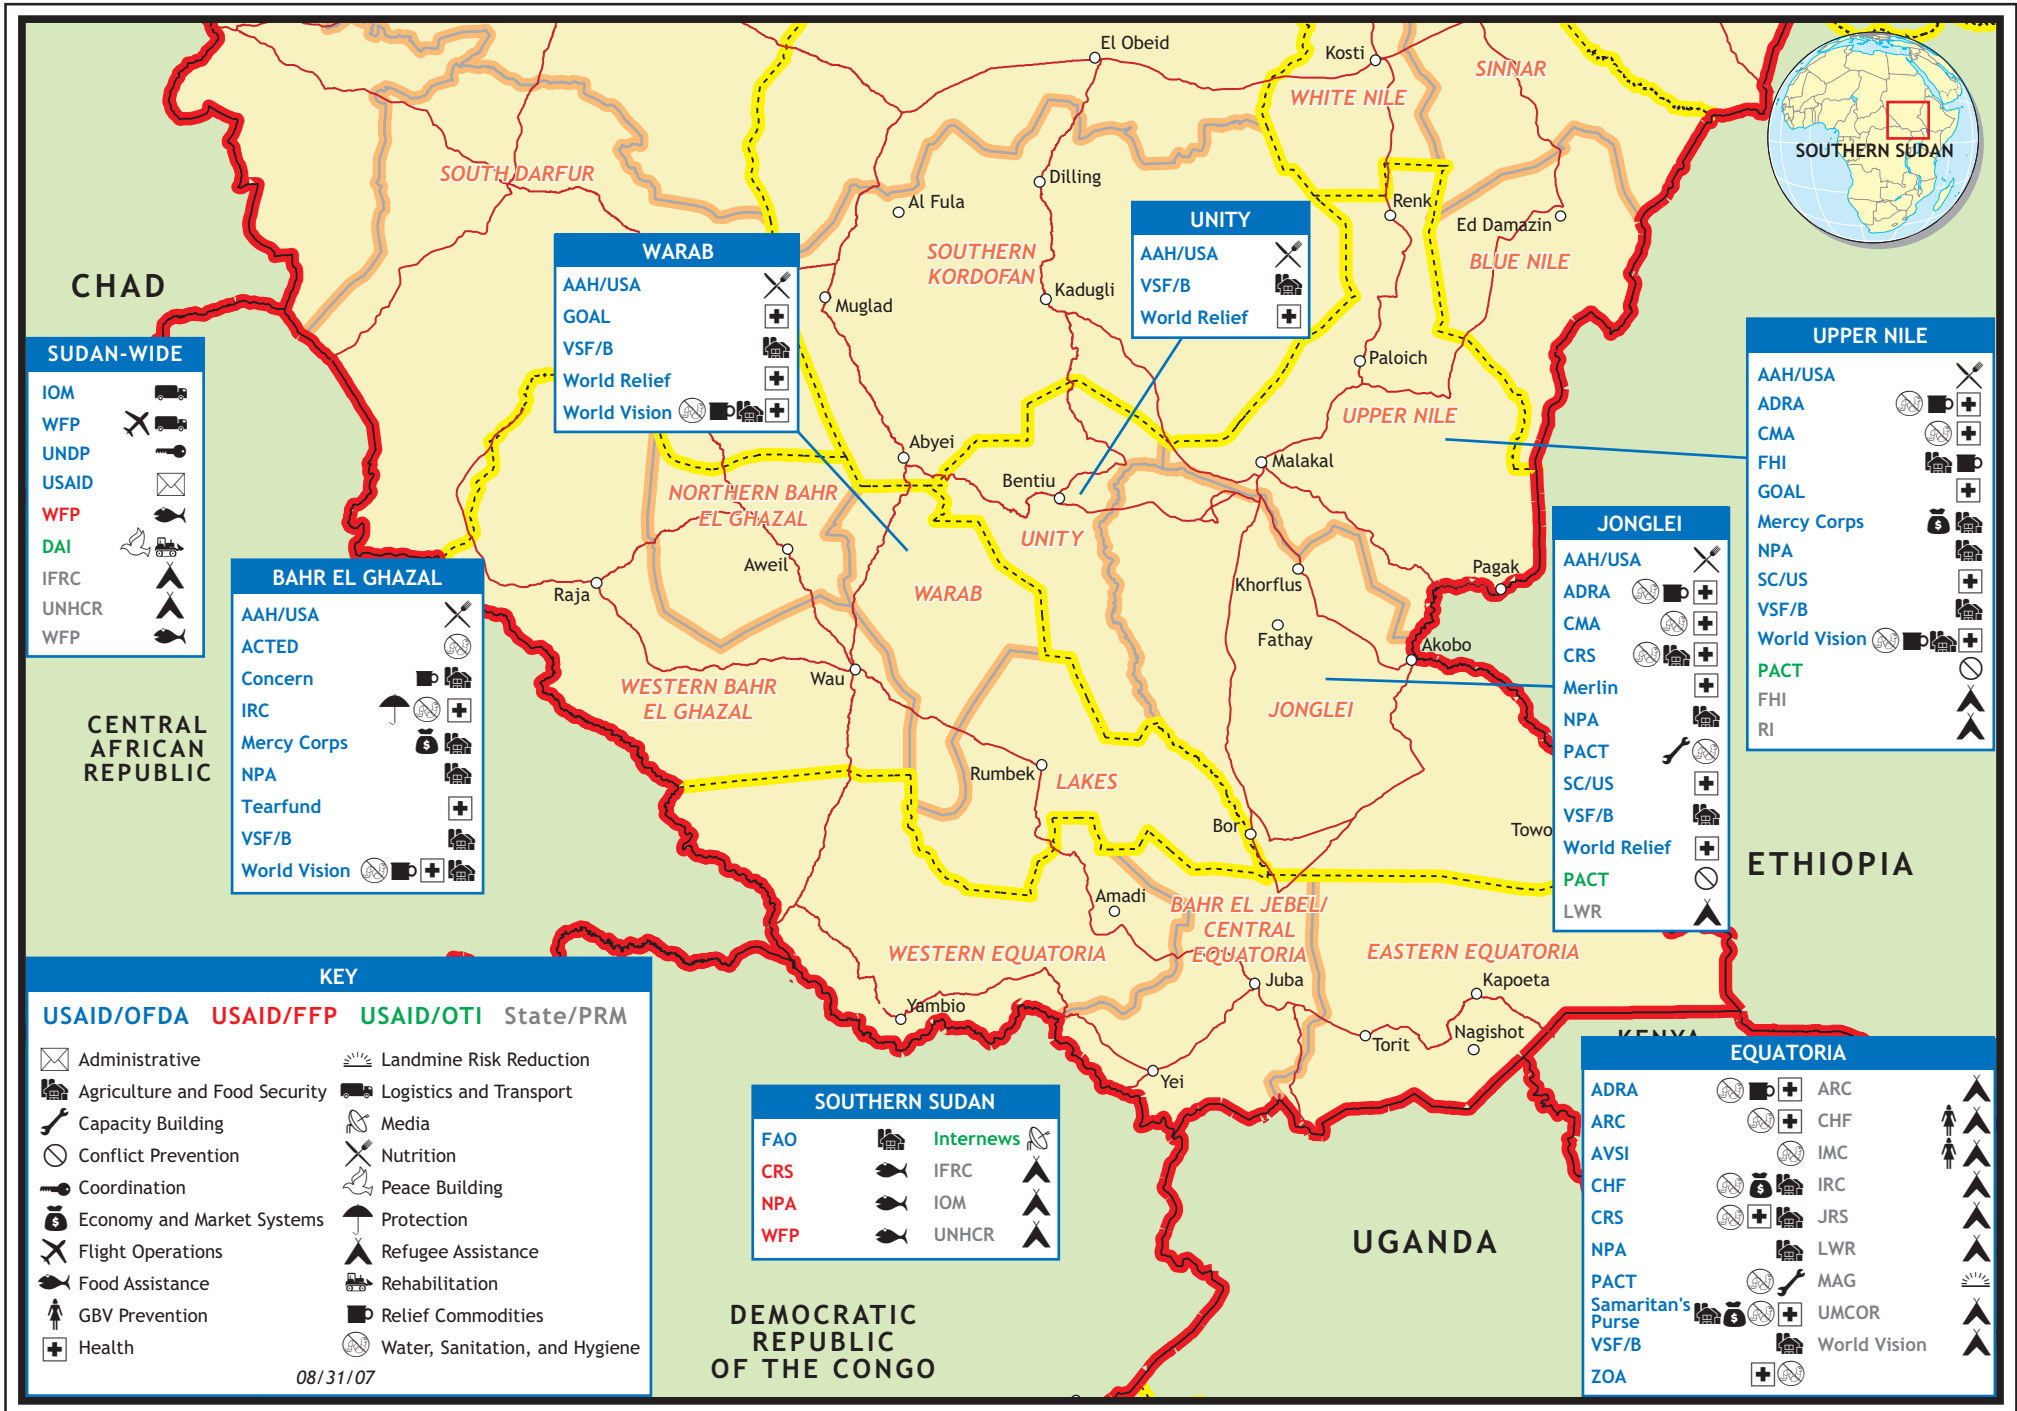 El Obeid
Kosti
SINNAR
WHITE NILE
SOUTHERN SUDAN
SOUTH DARFUR
Dilling
Al Fula
Renk
Ed Damazin
BLUE NILE
SOUTHERN
KORDOFAN
Kadugli
Muglad
CHAD
Paloich
UPPER NILE
Abyei
Malakal
Bentiu
NORTHERN BAHR
EL GHAZAL
UNITY
Aweil
Raja
WARAB
Khorflus
Pagak
Fathay
Akobo
Wau
WESTERN BAHR
EL GHAZAL
JONGLEI
CENTRAL
AFRICAN
REPUBLIC
Rumbek
LAKES
Bor
Towo
ETHIOPIA
Amadi
BAHR EL JEBEL/
CENTRAL
EQUATORIA
WESTERN EQUATORIA
EASTERN EQUATORIA
Juba
Kapoeta
Yambio
Torit
Nagishot
Yei
KENYA
UGANDA
DEMOCRATIC
REPUBLIC
OF THE CONGO
WARAB
AAH/USA
GOAL
VSF/B
World Relief
World Vision
UNITY
AAH/USA
VSF/B
World Relief
SUDAN-WIDE
IOM
WFP
UNDP
USAID
WFP
DAI
IFRC
UNHCR
WFP
BAHR EL GHAZAL
AAH/USA
ACTED
Concern
IRC
Mercy Corps
NPA
Tearfund
VSF/B
World Vision
UPPER NILE
AAH/USA
ADRA
CMA
FHI
GOAL
Mercy Corps
NPA
SC/US
VSF/B
World Vision
PACT
FHI
RI
JONGLEI
AAH/USA
ADRA
CMA
CRS
Merlin
NPA
PACT
SC/US
VSF/B
World Relief
PACT
LWR
SOUTHERN SUDAN
FAO Internews
CRS IFRC
NPA IOM
WFP UNHCR
EQUATORIA
ADRA ARC
ARC CHF
AVSI IMC
CHF IRC
CRS JRS
NPA LWR
PACT MAG
Samaritan's
Purse UMCOR
VSF/B World Vision
ZOA
KEY
USAID/OFDA USAID/FFP USAID/OTI State/PRM
Administrative Landmine Risk Reduction
Agriculture and Food Security Logistics and Transport
Capacity Building Media
Conflict Prevention Nutrition
Coordination Peace Building
Economy and Market Systems Protection
Flight Operations Refugee Assistance
Food Assistance Rehabilitation
GBV Prevention Relief Commodities
Health Water, Sanitation, and Hygiene
08/31/07